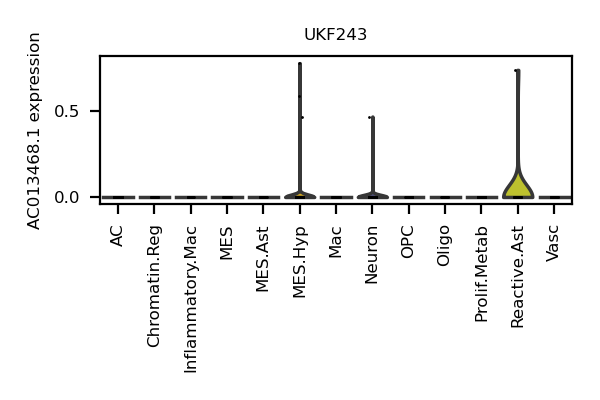 UKF243
AC013468.1 expression
0.5
0.0
AC
Chromatin.Reg
Inflammatory.Mac
MES
MES.Ast
MES.Hyp
Mac
Neuron
OPC
Oligo
Prolif.Metab
Reactive.Ast
Vasc